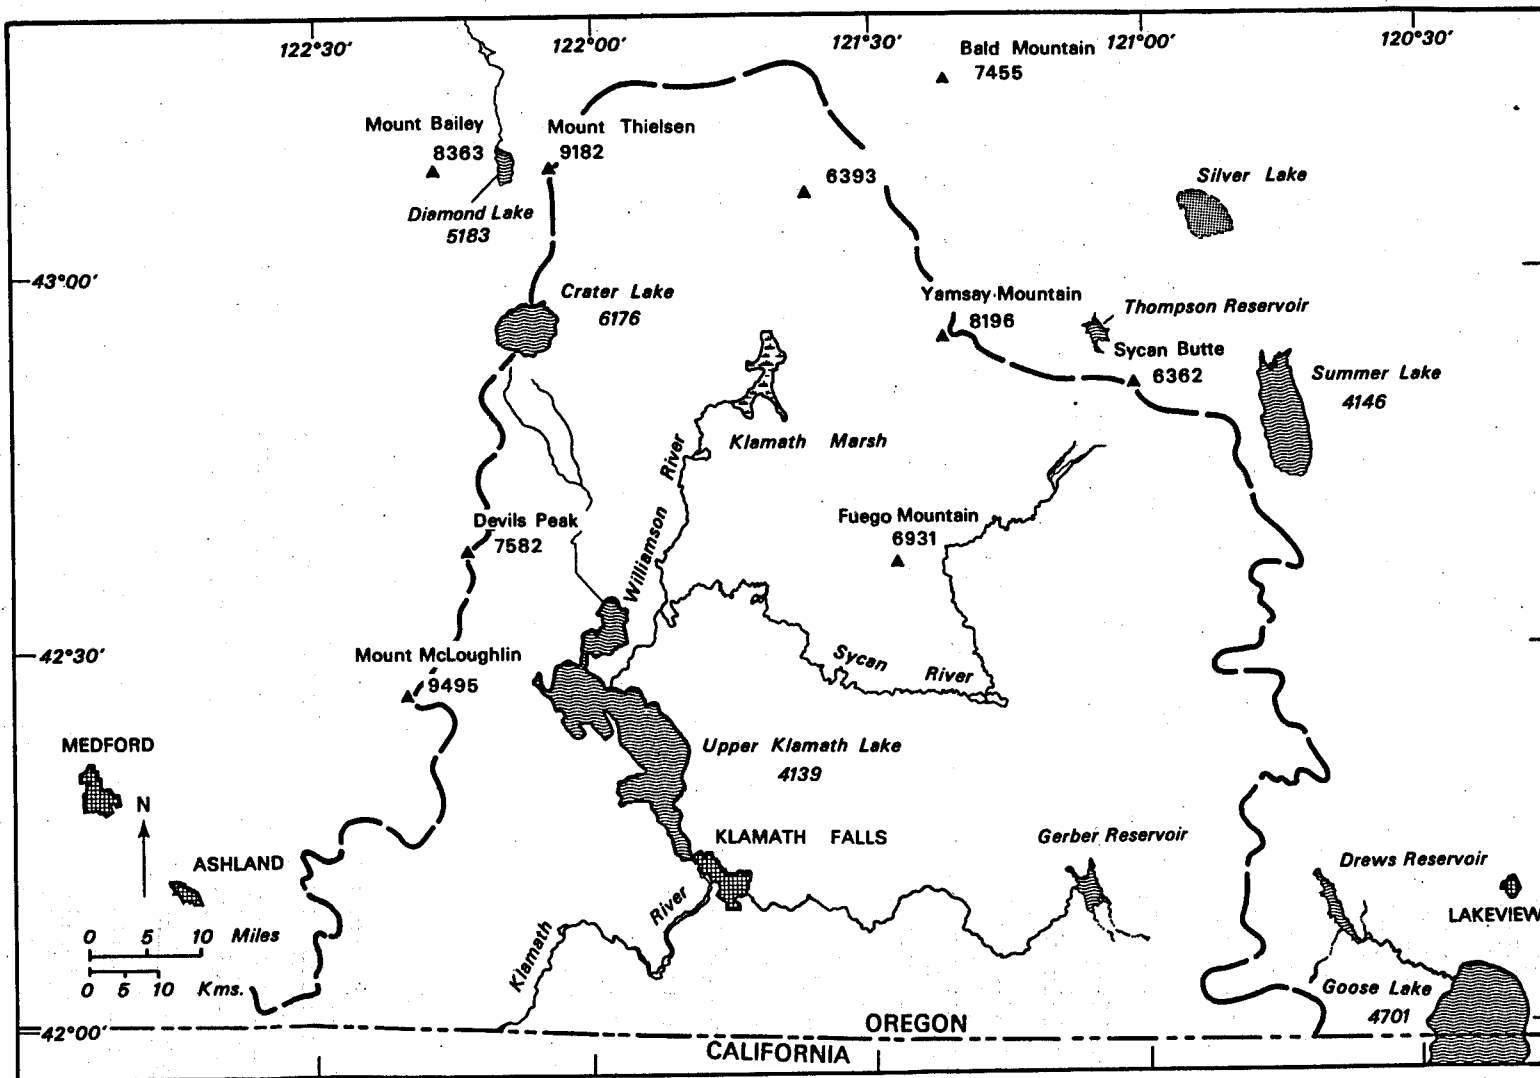 122°30'
122°00'
121°30'
121°00'
120°30'
Bald Mountain
7455
Mount Bailey
8363
Mount Thielsen
9182
6393
Silver Lake
Diamond Lake
5183
43°00'
Crater Lake
6176
Yamsay Mountain
8196
Thompson Reservoir
Sycan Butte
6362
Summer Lake
4146
Klamath Marsh
Williamson River
Devils Peak
7582
Fuego Mountain
6931
42°30'
Mount McLoughlin
9495
Sycan River
MEDFORD
Upper Klamath Lake
4139
N
KLAMATH FALLS
Gerber Reservoir
Drews Reservoir
ASHLAND
LAKEVIEW
Klamath River
0 5 10 Miles
0 5 10 Kms.
Goose Lake
4701
42°00'
OREGON
CALIFORNIA